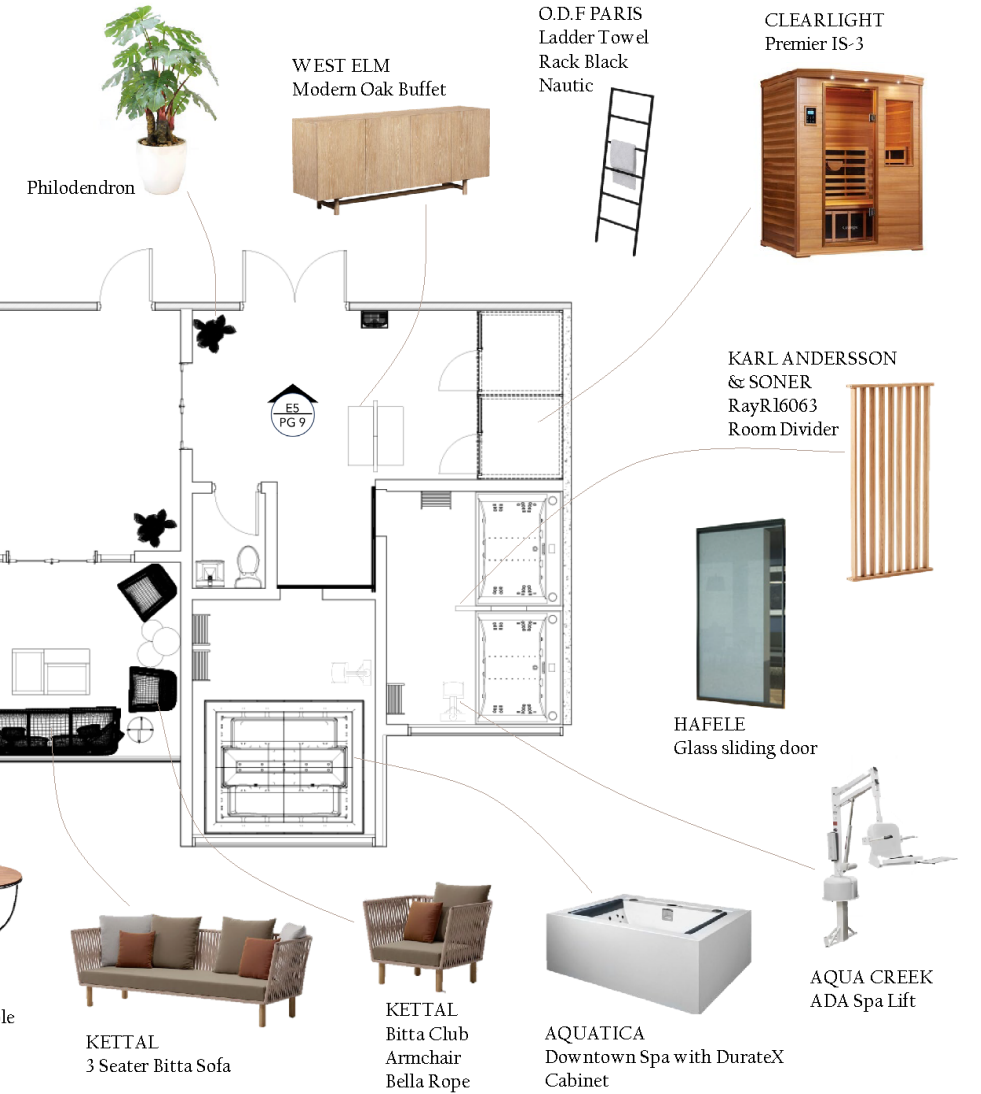 O.D.F PARIS
Ladder Towel
Rack Black
Nautic
CLEARLIGHT
Premier IS-3
WEST ELM
Modern Oak Buffet
Philodendron
KARL ANDERSSON
& SONER
RayR16063
Room Divider
E5
PG 9
HAFELE
Glass sliding door
AQUA CREEK
ADA Spa Lift
le
KETTAL
3 Seater Bitta Sofa
KETTAL
Bitta Club
Armchair
Bella Rope
AQUATICA
Downtown Spa with DurateX
Cabinet